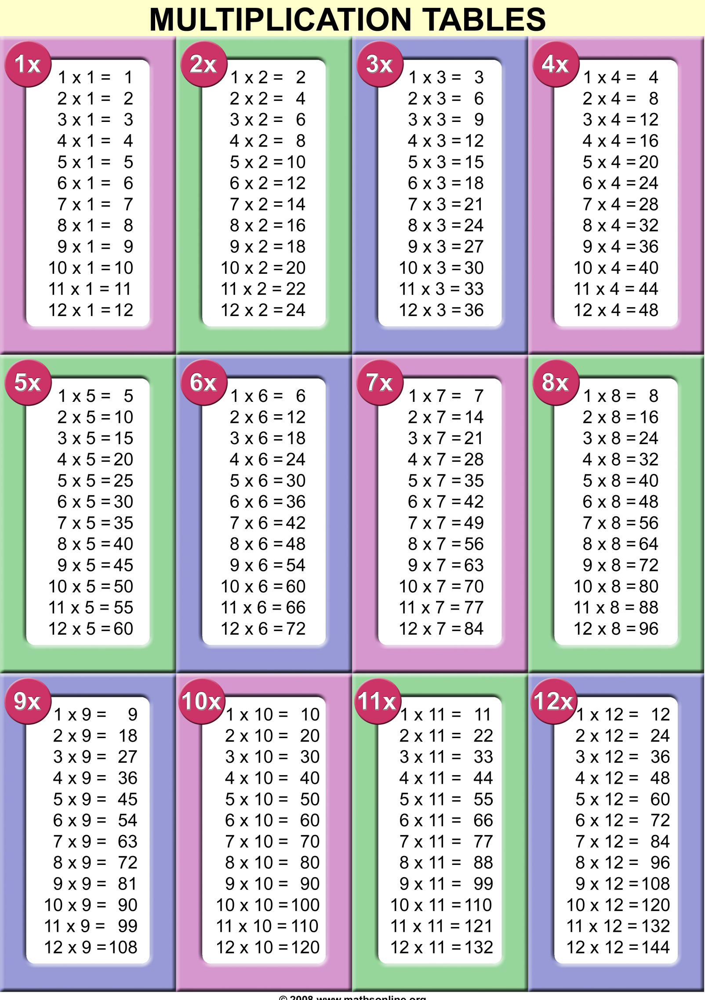 MULTIPLICATION TABLES
1x
1 x 1 = 1
2 x 1 = 2
3 x 1 = 3
4 x 1 = 4
5 x 1 = 5
6 x 1 = 6
7 x 1 = 7
8 x 1 = 8
9 x 1 = 9
10 x 1 = 10
11 x 1 = 11
12 x 1 = 12
2x
1 x 2 = 2
2 x 2 = 4
3 x 2 = 6
4 x 2 = 8
5 x 2 = 10
6 x 2 = 12
7 x 2 = 14
8 x 2 = 16
9 x 2 = 18
10 x 2 = 20
11 x 2 = 22
12 x 2 = 24
3x
1 x 3 = 3
2 x 3 = 6
3 x 3 = 9
4 x 3 = 12
5 x 3 = 15
6 x 3 = 18
7 x 3 = 21
8 x 3 = 24
9 x 3 = 27
10 x 3 = 30
11 x 3 = 33
12 x 3 = 36
4x
1 x 4 = 4
2 x 4 = 8
3 x 4 = 12
4 x 4 = 16
5 x 4 = 20
6 x 4 = 24
7 x 4 = 28
8 x 4 = 32
9 x 4 = 36
10 x 4 = 40
11 x 4 = 44
12 x 4 = 48
5x
1 x 5 = 5
2 x 5 = 10
3 x 5 = 15
4 x 5 = 20
5 x 5 = 25
6 x 5 = 30
7 x 5 = 35
8 x 5 = 40
9 x 5 = 45
10 x 5 = 50
11 x 5 = 55
12 x 5 = 60
6x
1 x 6 = 6
2 x 6 = 12
3 x 6 = 18
4 x 6 = 24
5 x 6 = 30
6 x 6 = 36
7 x 6 = 42
8 x 6 = 48
9 x 6 = 54
10 x 6 = 60
11 x 6 = 66
12 x 6 = 72
7x
1 x 7 = 7
2 x 7 = 14
3 x 7 = 21
4 x 7 = 28
5 x 7 = 35
6 x 7 = 42
7 x 7 = 49
8 x 7 = 56
9 x 7 = 63
10 x 7 = 70
11 x 7 = 77
12 x 7 = 84
8x
1 x 8 = 8
2 x 8 = 16
3 x 8 = 24
4 x 8 = 32
5 x 8 = 40
6 x 8 = 48
7 x 8 = 56
8 x 8 = 64
9 x 8 = 72
10 x 8 = 80
11 x 8 = 88
12 x 8 = 96
9x
1 x 9 = 9
2 x 9 = 18
3 x 9 = 27
4 x 9 = 36
5 x 9 = 45
6 x 9 = 54
7 x 9 = 63
8 x 9 = 72
9 x 9 = 81
10 x 9 = 90
11 x 9 = 99
12 x 9 = 108
10x
1 x 10 = 10
2 x 10 = 20
3 x 10 = 30
4 x 10 = 40
5 x 10 = 50
6 x 10 = 60
7 x 10 = 70
8 x 10 = 80
9 x 10 = 90
10 x 10 = 100
11 x 10 = 110
12 x 10 = 120
11x
1 x 11 = 11
2 x 11 = 22
3 x 11 = 33
4 x 11 = 44
5 x 11 = 55
6 x 11 = 66
7 x 11 = 77
8 x 11 = 88
9 x 11 = 99
10 x 11 = 110
11 x 11 = 121
12 x 11 = 132
12x
1 x 12 = 12
2 x 12 = 24
3 x 12 = 36
4 x 12 = 48
5 x 12 = 60
6 x 12 = 72
7 x 12 = 84
8 x 12 = 96
9 x 12 = 108
10 x 12 = 120
11 x 12 = 132
12 x 12 = 144
© 2008 www.mathsonline.org